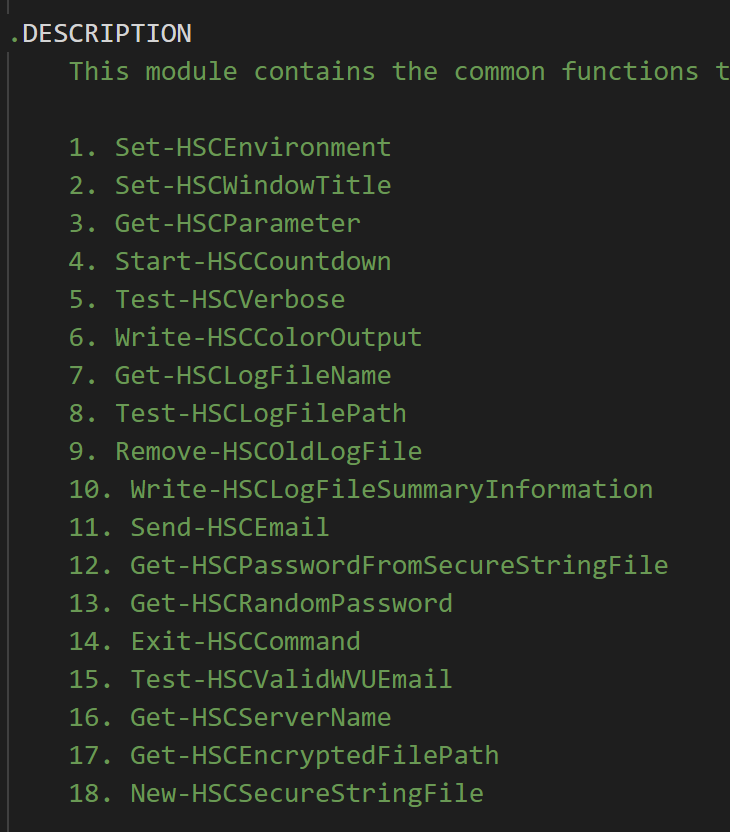 .DESCRIPTION
This module contains the common functions t
1. Set-HSCEnvironment
2. Set-HSCWindowTitle
3. Get-HSCParameter
4. Start-HSCCountdown
5. Test-HSCVerbose
6. Write-HSCColorOutput
7. Get-HSCLogFileName
8. Test-HSCLogFilePath
9. Remove-HSCOldLogFile
10. Write-HSCLogFileSummaryInformation
11. Send-HSCEmail
12. Get-HSCPasswordFromSecureStringFile
13. Get-HSCRandomPassword
14. Exit-HSCCommand
15. Test-HSCValidWVUEmail
16. Get-HSCServerName
17. Get-HSCEncryptedFilePath
18. New-HSCSecureStringFile